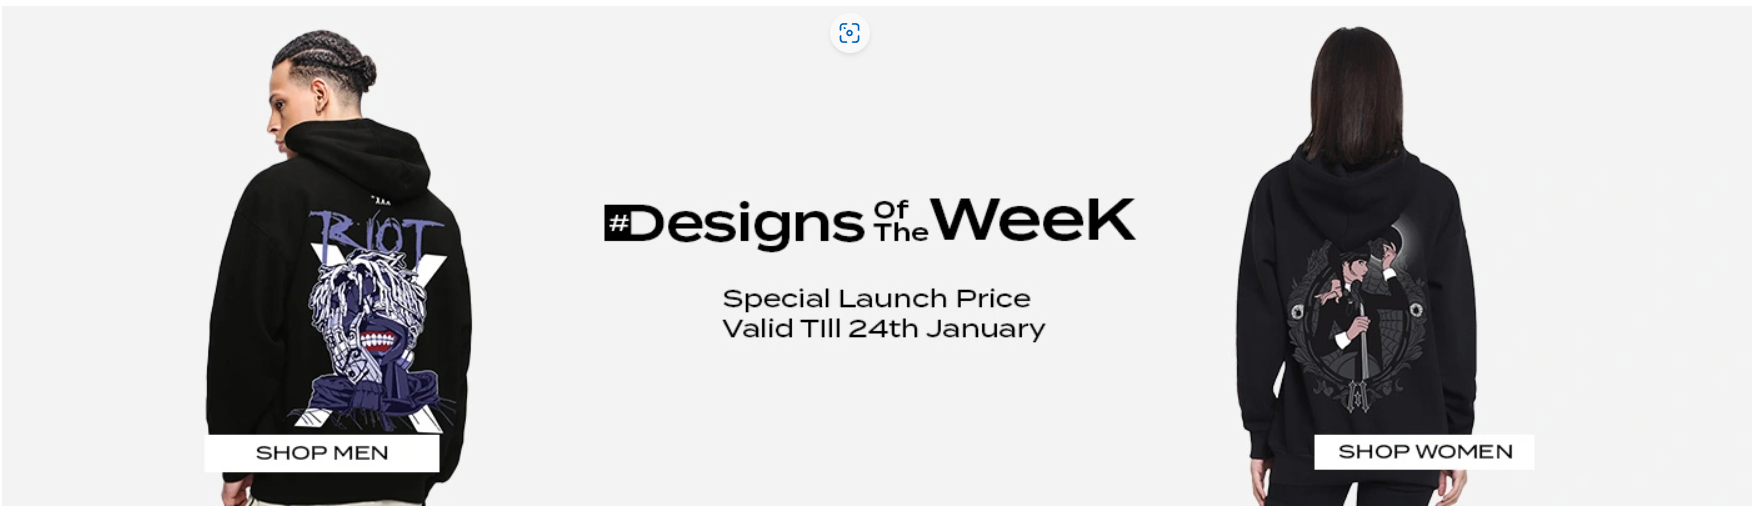 RIOT
X
#Designs Of The WeeK
Special Launch Price
Valid TIll 24th January
SHOP MEN
SHOP WOMEN